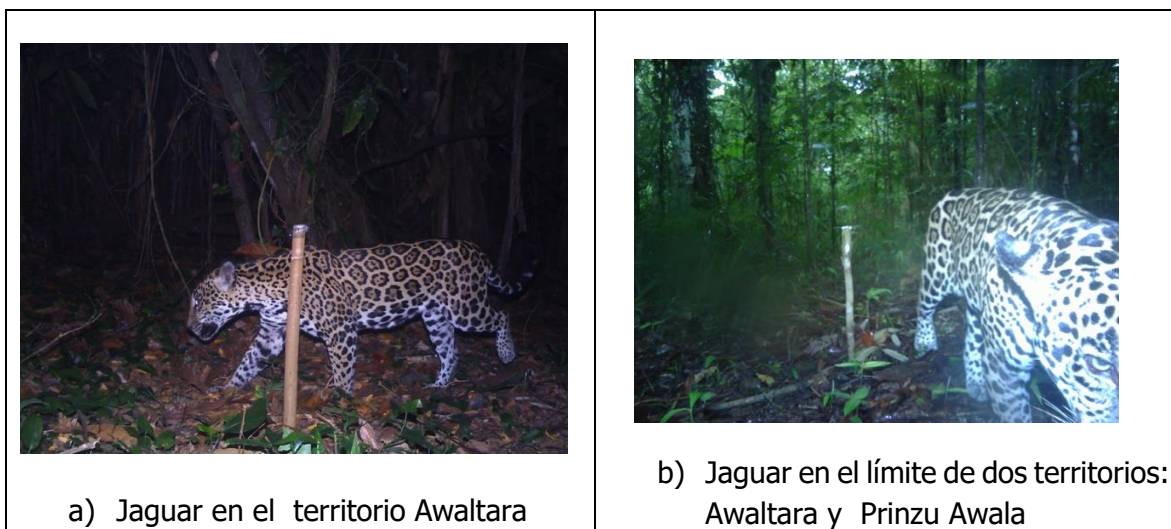 a) Jaguar en el territorio Awaltara
b) Jaguar en el límite de dos territorios:
Awaltara y Prinzu Awala